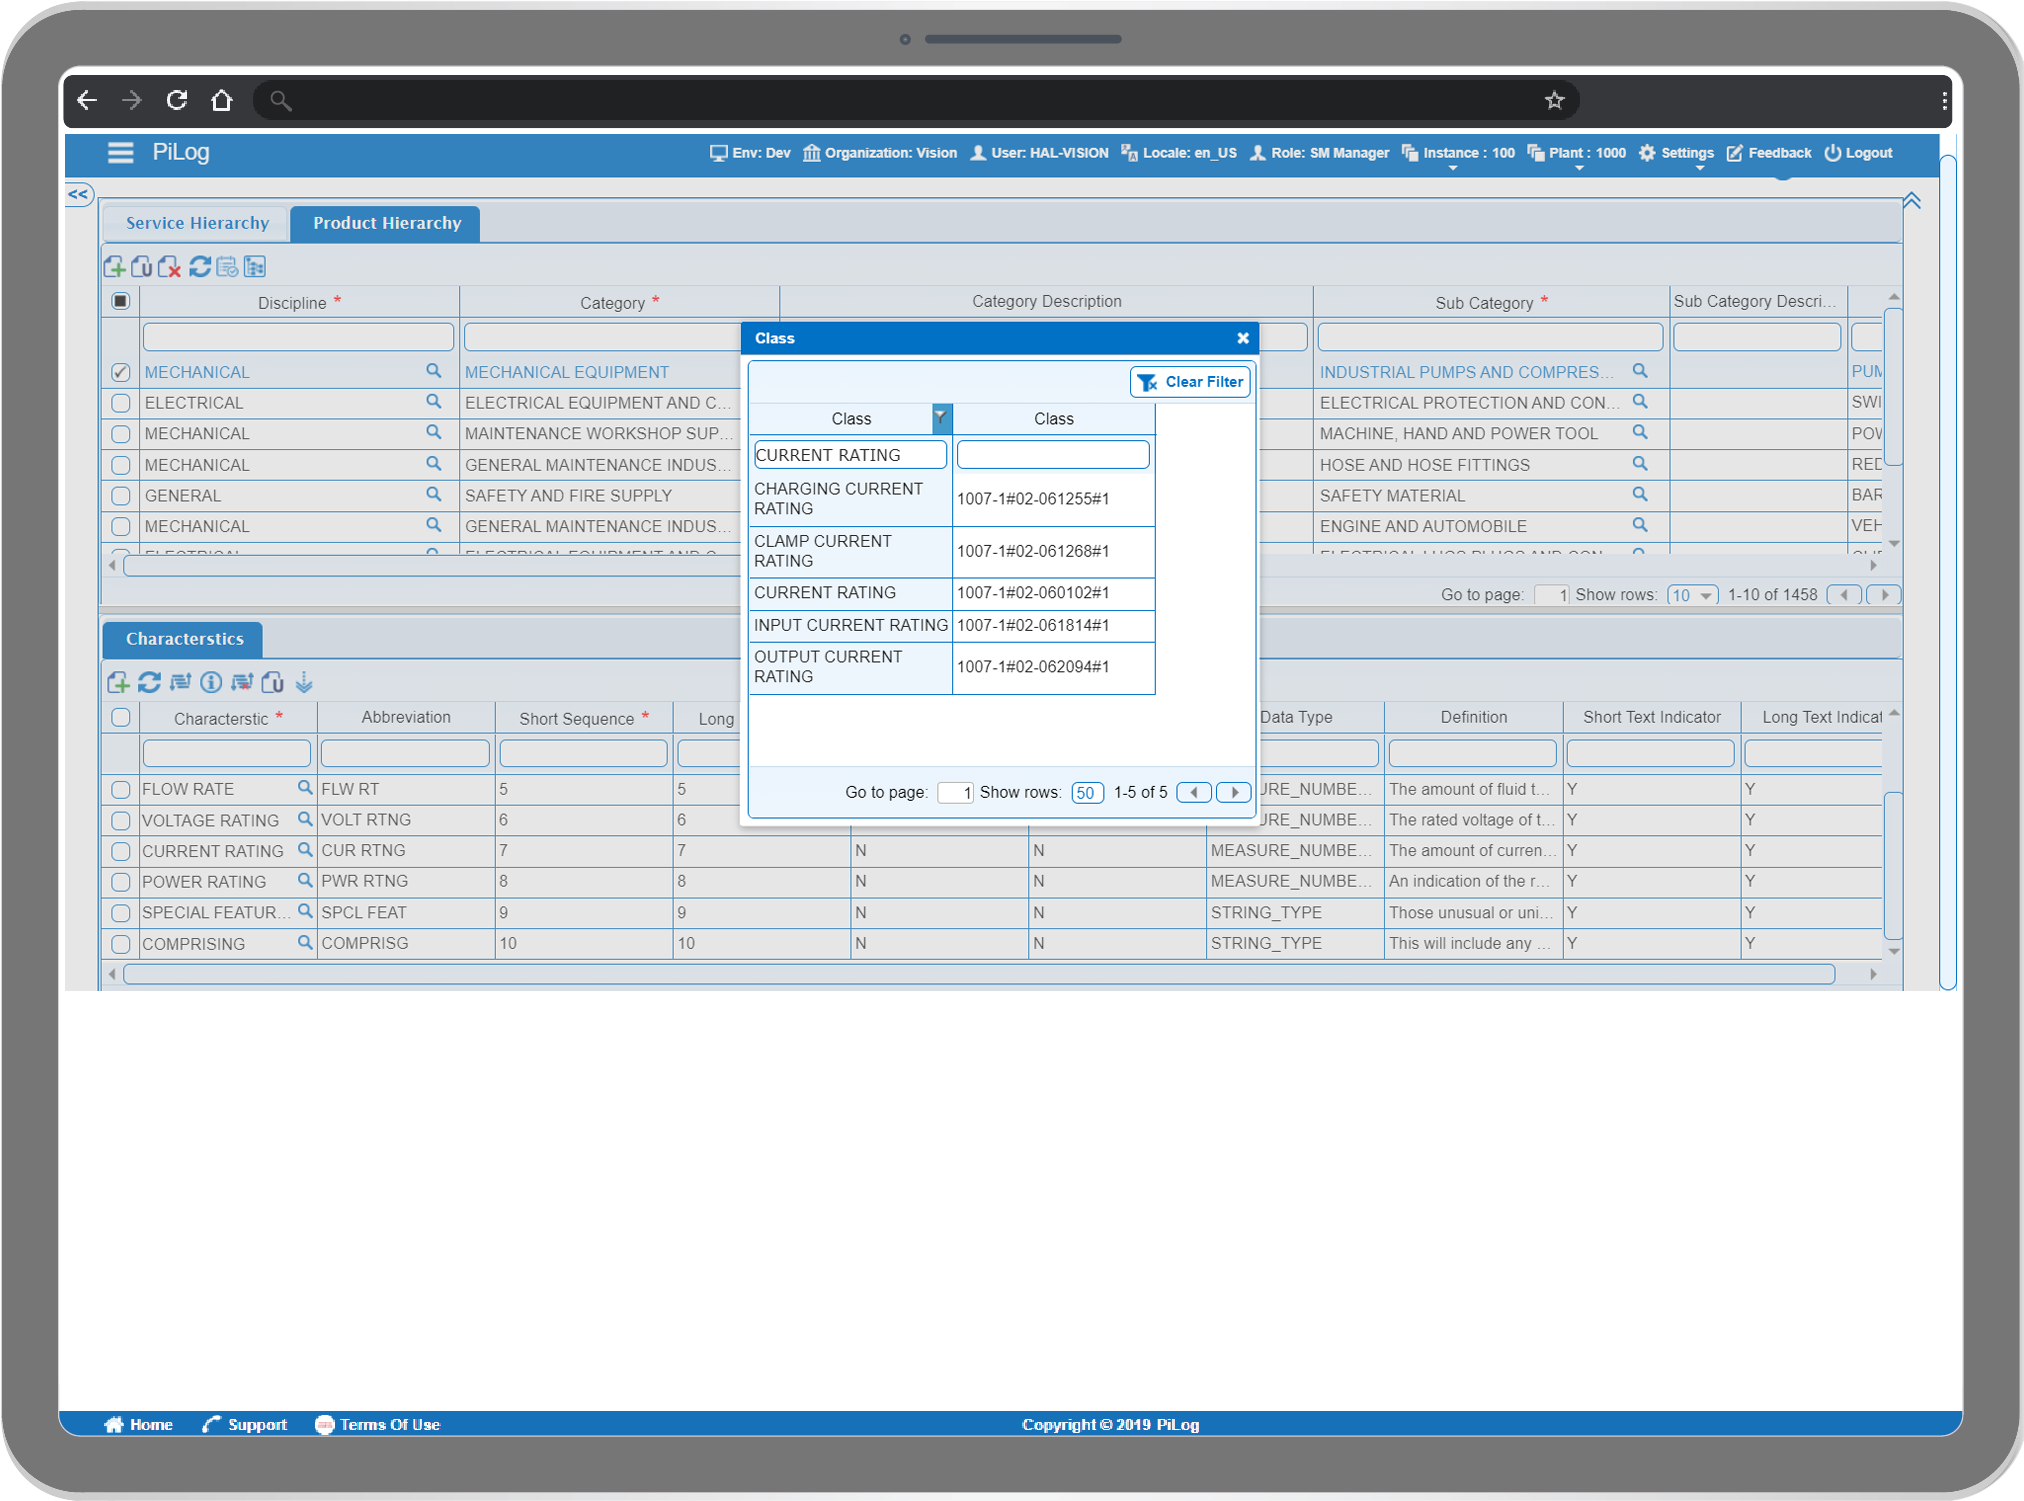 PiLog
Env: Dev
Organization: Vision
User: HAL-VISION
Locale: en_US
Role: SM Manager
Instance : 100
Plant : 1000
Settings
Feedback
Logout
<<
Service Hierarchy
Product Hierarchy
Discipline *
Category *
Category Description
Sub Category *
Sub Category Descri...
MECHANICAL
MECHANICAL EQUIPMENT
INDUSTRIAL PUMPS AND COMPRES...
PUM
ELECTRICAL
ELECTRICAL EQUIPMENT AND C...
ELECTRICAL PROTECTION AND CON...
SWI
MECHANICAL
MAINTENANCE WORKSHOP SUP...
MACHINE, HAND AND POWER TOOL
POW
MECHANICAL
GENERAL MAINTENANCE INDUS...
HOSE AND HOSE FITTINGS
RED
GENERAL
SAFETY AND FIRE SUPPLY
SAFETY MATERIAL
BAR
MECHANICAL
GENERAL MAINTENANCE INDUS...
ENGINE AND AUTOMOBILE
VEH
Go to page: 1 Show rows: 10 1-10 of 1458
Class
Clear Filter
Class
Class
CURRENT RATING
CHARGING CURRENT
RATING
1007-1#02-061255#1
CLAMP CURRENT
RATING
1007-1#02-061268#1
CURRENT RATING
1007-1#02-060102#1
INPUT CURRENT RATING
1007-1#02-061814#1
OUTPUT CURRENT
RATING
1007-1#02-062094#1
Go to page: 1 Show rows: 50 1-5 of 5
Characterstics
Characterstic *
Abbreviation
Short Sequence *
Long
Data Type
Definition
Short Text Indicator
Long Text Indicat
FLOW RATE
FLW RT
5
5
URE_NUMBE...
The amount of fluid t...
Y
Y
VOLTAGE RATING
VOLT RTNG
6
6
URE_NUMBE...
The rated voltage of t...
Y
Y
CURRENT RATING
CUR RTNG
7
7
N
N
MEASURE_NUMBE...
The amount of curren...
Y
Y
POWER RATING
PWR RTNG
8
8
N
N
MEASURE_NUMBE...
An indication of the r...
Y
Y
SPECIAL FEATUR...
SPCL FEAT
9
9
N
N
STRING_TYPE
Those unusual or uni...
Y
Y
COMPRISING
COMPRISG
10
10
N
N
STRING_TYPE
This will include any ...
Y
Y
Home
Support
Terms Of Use
Copyright © 2019 PiLog